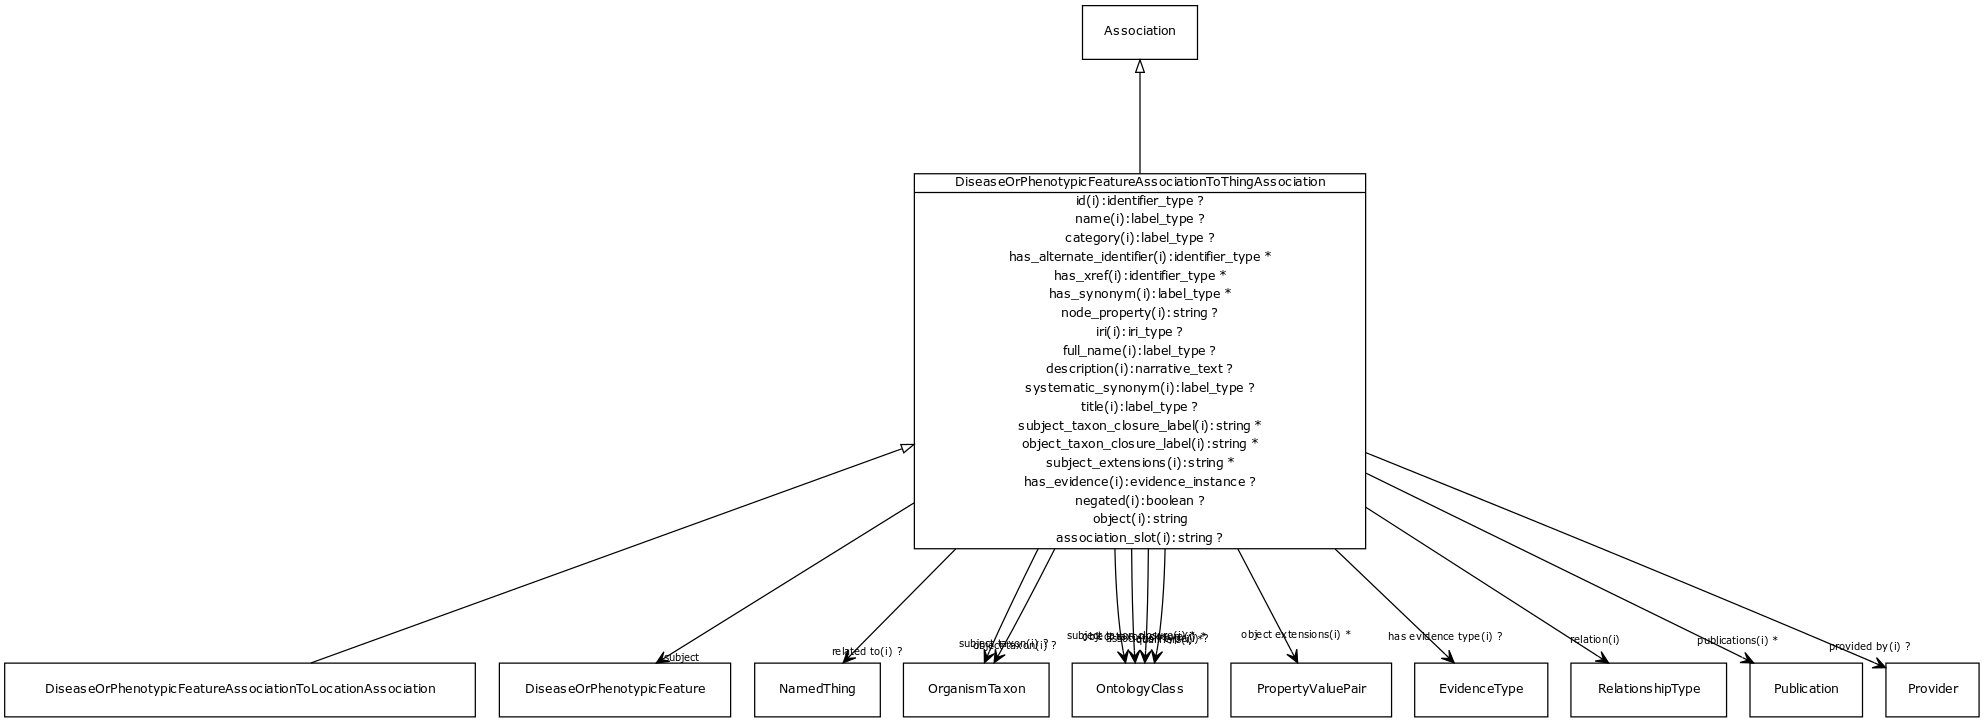 Association
DiseaseOrPhenotypicFeatureAssociationToThingAssociation
id(i):identifier_type ?
name(i):label_type ?
category(i):label_type ?
has_alternate_identifier(i):identifier_type *
has_xref(i):identifier_type *
has_synonym(i):label_type *
node_property(i):string ?
iri(i):iri_type ?
full_name(i):label_type ?
description(i):narrative_text ?
systematic_synonym(i):label_type ?
title(i):label_type ?
subject_taxon_closure_label(i):string *
object_taxon_closure_label(i):string *
subject_extensions(i):string *
has_evidence(i):evidence_instance ?
negated(i):boolean ?
object(i):string
association_slot(i):string ?
subject
related to(i) ?
subject taxon(i) ?
object taxon(i) ?
object extensions(i) *
has evidence type(i) ?
relation(i)
publications(i) *
provided by(i) ?
DiseaseOrPhenotypicFeatureAssociationToLocationAssociation
DiseaseOrPhenotypicFeature
NamedThing
OrganismTaxon
OntologyClass
PropertyValuePair
EvidenceType
RelationshipType
Publication
Provider